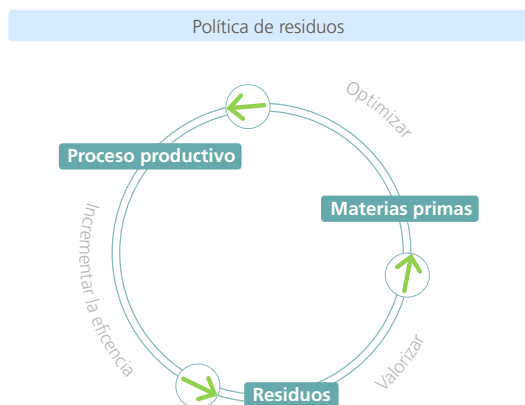 Política de residuos
Optimizar
Proceso productivo
Materias primas
Incrementar la eficencia
Valorizar
Residuos